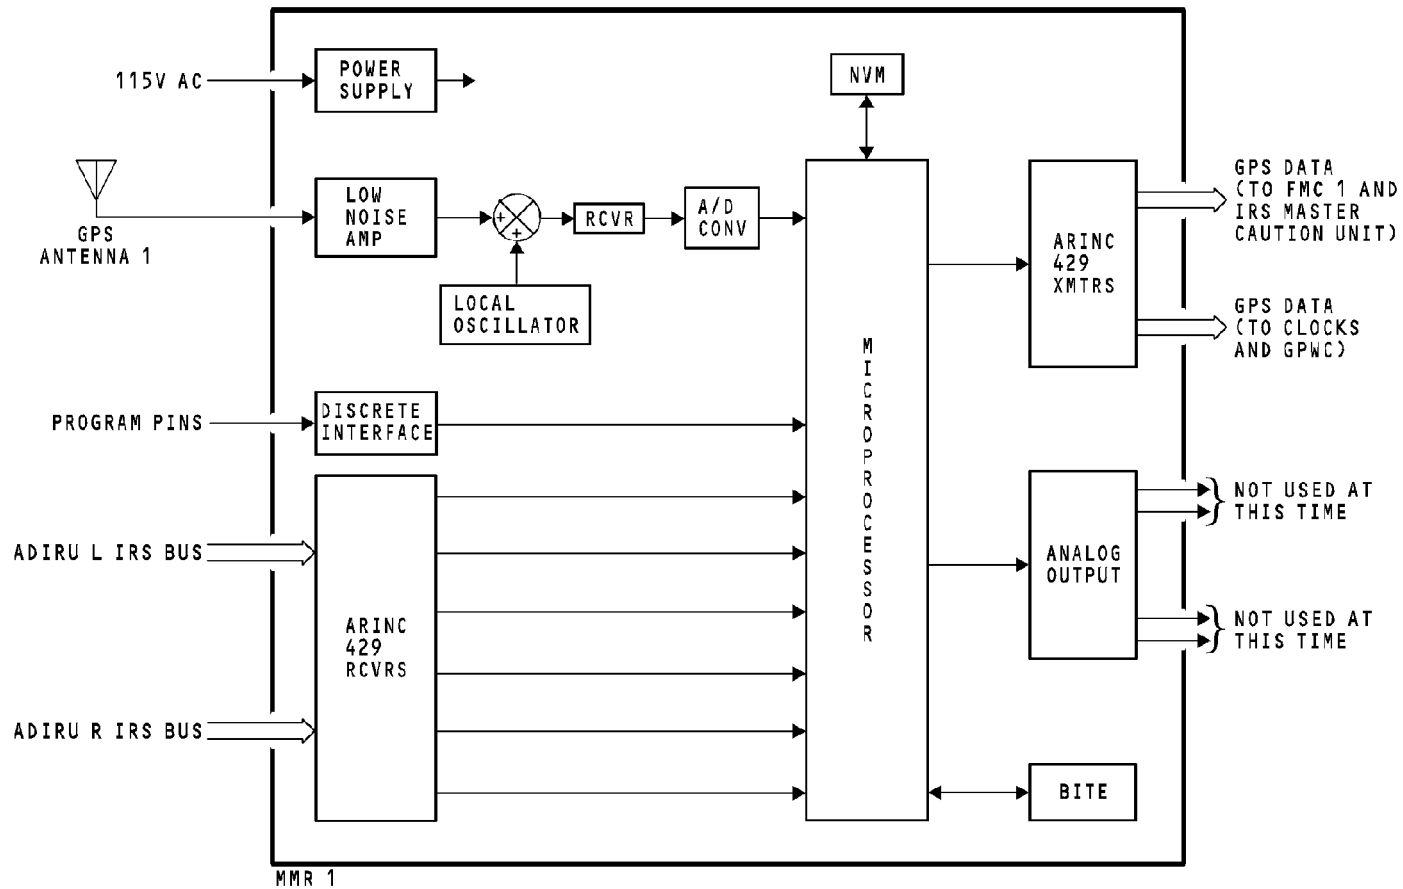 115V AC
POWER
SUPPLY
NVM
GPS
ANTENNA 1
LOW
NOISE
AMP
+
+
RCVR
A/D
CONV
LOCAL
OSCILLATOR
ARINC
429
XMTRS
GPS DATA
(TO FMC 1 AND
IRS MASTER
CAUTION UNIT)
GPS DATA
(TO CLOCKS
AND GPWC)
PROGRAM PINS
DISCRETE
INTERFACE
MICROPROCESSOR
ADIRU L IRS BUS
ARINC
429
RCVRS
ADIRU R IRS BUS
ANALOG
OUTPUT
NOT USED AT
THIS TIME
NOT USED AT
THIS TIME
BITE
MMR 1